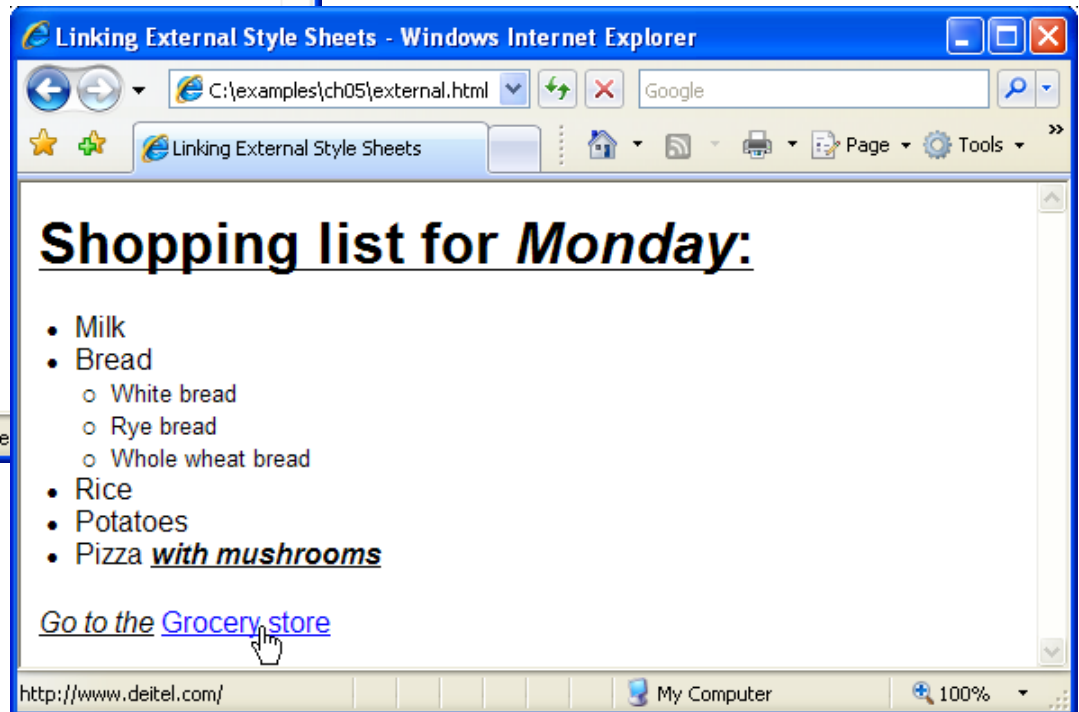 Linking External Style Sheets - Windows Internet Explorer
C:\examples\ch05\external.html Google
Linking External Style Sheets Page Tools »
Shopping list for Monday:
• Milk
• Bread
o White bread
o Rye bread
o Whole wheat bread
• Rice
• Potatoes
• Pizza with mushrooms
Go to the Grocery store
http://www.deitel.com/ My Computer 100%